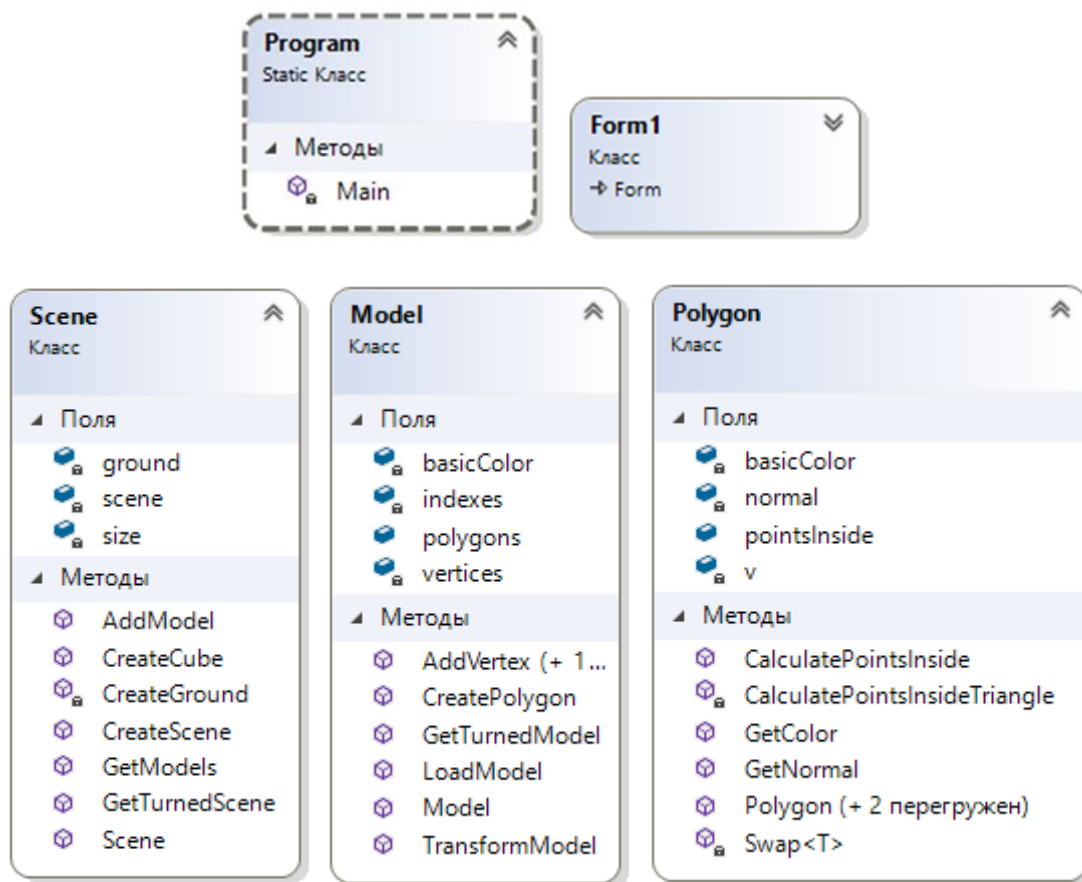 Program
Static Класс
Методы
Main
Form1
Класс
Form
Scene
Класс
Поля
ground
scene
size
Методы
AddModel
CreateCube
CreateGround
CreateScene
GetModels
GetTurnedScene
Scene
Model
Класс
Поля
basicColor
indexes
polygons
vertices
Методы
AddVertex (+ 1...
CreatePolygon
GetTurnedModel
LoadModel
Model
TransformModel
Polygon
Класс
Поля
basicColor
normal
pointsInside
v
Методы
CalculatePointsInside
CalculatePointsInsideTriangle
GetColor
GetNormal
Polygon (+ 2 перегружен)
Swap<T>